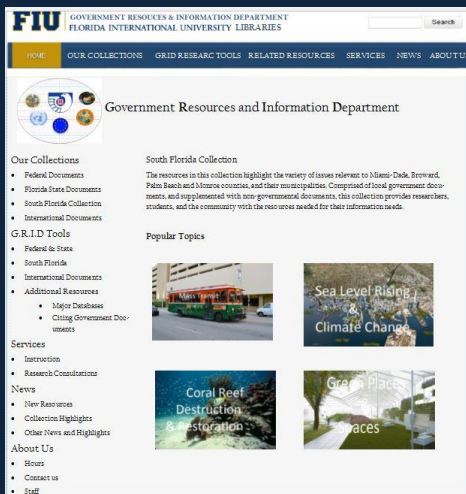 FIU
GOVERNMENT RESOUCES & INFORMATION DEPARTMENT
FLORIDA INTERNATIONAL UNIVERSITY LIBRARIES
Search
HOME
OUR COLLECTIONS
GRID RESEARC TOOLS
RELATED RESOURCES
SERVICES
NEWS
ABOUT U
Government Resources and Information Department
Our Collections
• Federal Documents
• Florida State Documents
• South Florida Collection
• International Documents
G.R.I.D Tools
• Federal & State
• South Florida
• International Documents
• Additional Resources
• Major Databases
• Citing Government Doc-
uments
Services
• Instruction
• Research Consultations
News
• New Resources
• Collection Highlights
• Other News and Highlights
About Us
• Hours
• Contact us
• Staff
South Florida Collection
The resources in this collection highlight the variety of issues relevant to Miami-Dade, Broward,
Palm Beach and Monroe counties, and their municipalities. Comprised of local government docu-
ments, and supplemented with non-governmental documents, this collection provides researchers,
students, and the community with the resources needed for their information needs.
Popular Topics
Mass Transit
Sea Level Rising
&
Climate Change
Coral Reef
Destruction
& Restoration
Green Places
&
Spaces